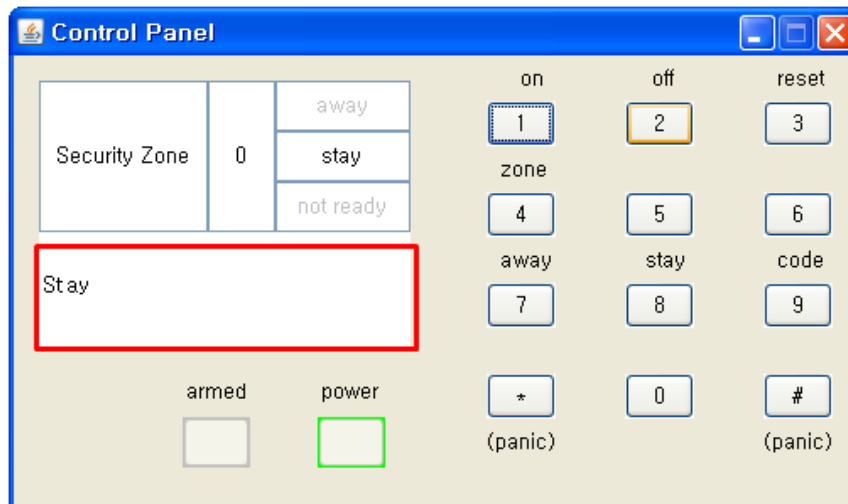 Control Panel
on off reset
away
1 2 3
Security Zone 0 stay
zone
not ready
4 5 6
away stay code
Stay
7 8 9
armed power
* 0 #
(panic) (panic)